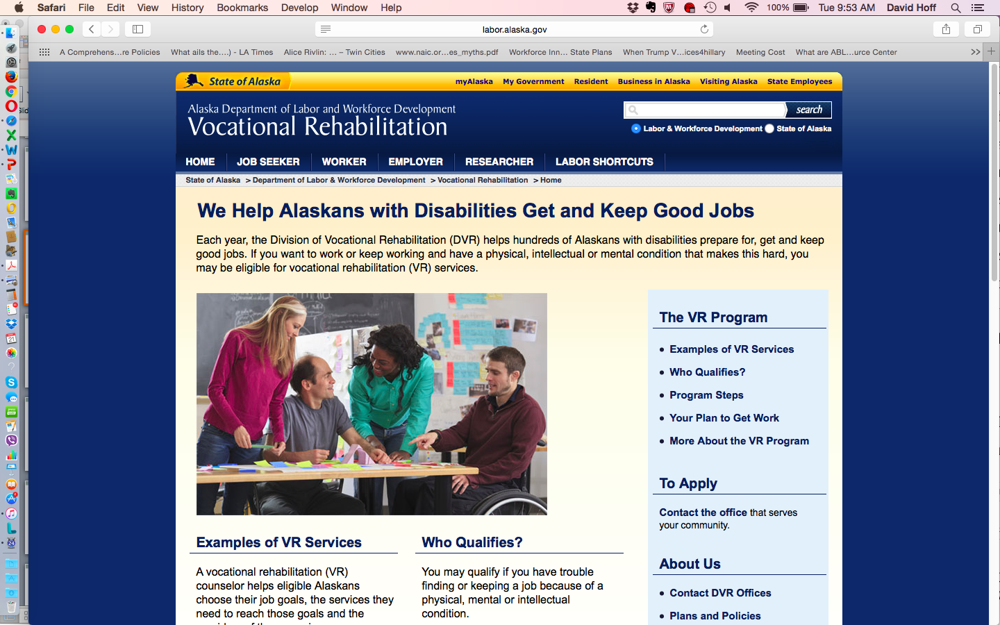 Safari File Edit View History Bookmarks Develop Window Help 100% Tue 9:53 AM David Hoff
labor.alaska.gov
A Comprehens...re Policies What ails the....) - LA Times Alice Rivlin: ... – Twin Cities www.naic.or...es_myths.pdf Workforce Inn... State Plans When Trump V...ices4hillary Meeting Cost What are ABL...urce Center >>
State of Alaska myAlaska My Government Resident Business in Alaska Visiting Alaska State Employees
Alaska Department of Labor and Workforce Development
Vocational Rehabilitation
search
Labor & Workforce Development State of Alaska
HOME JOB SEEKER WORKER EMPLOYER RESEARCHER LABOR SHORTCUTS
State of Alaska > Department of Labor & Workforce Development > Vocational Rehabilitation > Home
We Help Alaskans with Disabilities Get and Keep Good Jobs
Each year, the Division of Vocational Rehabilitation (DVR) helps hundreds of Alaskans with disabilities prepare for, get and keep
good jobs. If you want to work or keep working and have a physical, intellectual or mental condition that makes this hard, you
may be eligible for vocational rehabilitation (VR) services.
The VR Program
• Examples of VR Services
• Who Qualifies?
• Program Steps
• Your Plan to Get Work
• More About the VR Program
To Apply
Contact the office that serves
your community.
About Us
• Contact DVR Offices
• Plans and Policies
Examples of VR Services
A vocational rehabilitation (VR)
counselor helps eligible Alaskans
choose their job goals, the services they
need to reach those goals and the
Who Qualifies?
You may qualify if you have trouble
finding or keeping a job because of a
physical, mental or intellectual
condition.